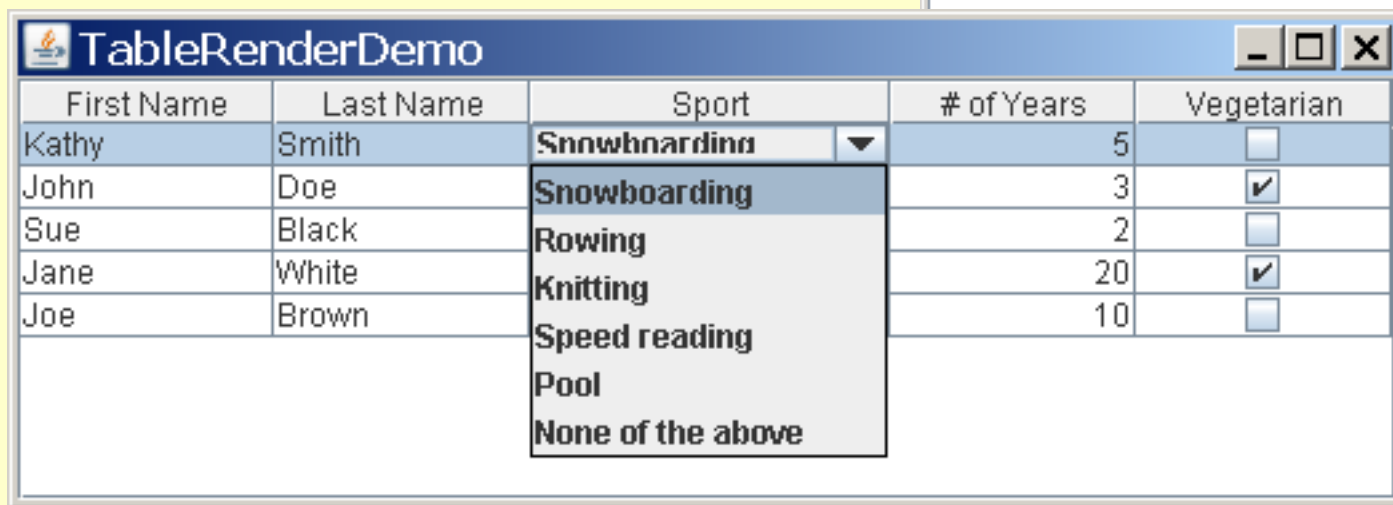 TableRenderDemo
First Name Last Name Sport # of Years Vegetarian
Kathy Smith Snowboarding 5
John Doe 3
Snowboarding
Sue Black 2
Rowing
Jane White 20
Knitting
Joe Brown 10
Speed reading
Pool
None of the above